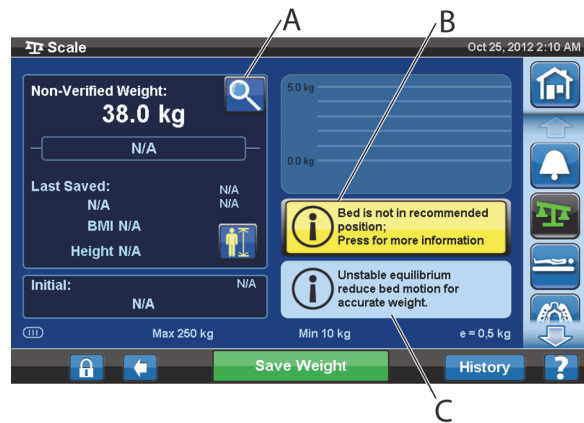 A
B
Scale
Oct 25, 2012 2:10 AM
Non-Verified Weight:
38.0 kg
N/A
Last Saved:
N/A
N/A
N/A
BMI N/A
Height N/A
Initial:
N/A
N/A
5.0 kg
0.0 kg
Bed is not in recommended
position;
Press for more information
Unstable equilibrium
reduce bed motion for
accurate weight.
III
Max 250 kg
Min 10 kg
e = 0,5 kg
Save Weight
History
?
C